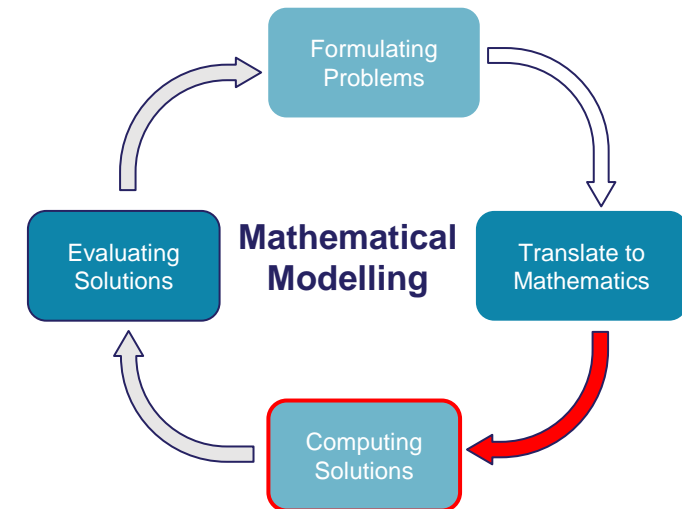 Formulating
Problems
Mathematical
Modelling
Evaluating
Solutions
Translate to
Mathematics
Computing
Solutions